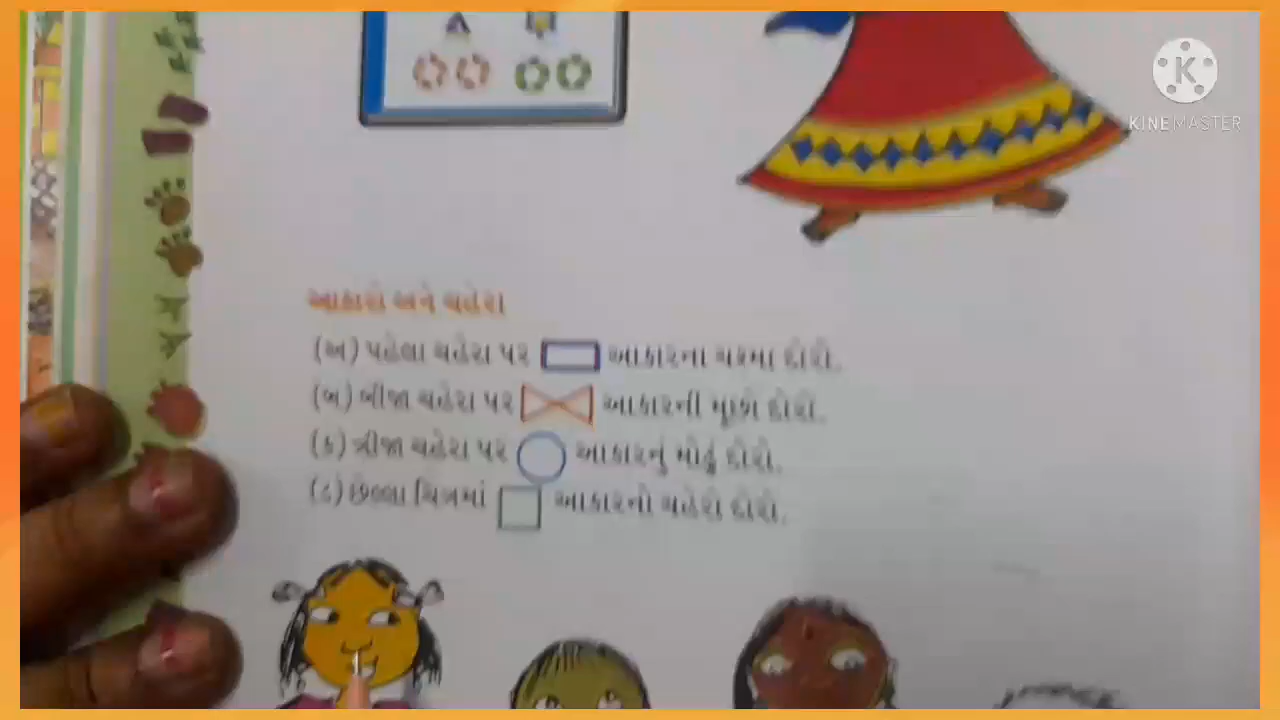 KINEMASTER
આકારો અને ચહેરા
(અ) પહેલા ચહેરા પર આકારના ચશ્મા દોરો.
(બ) બીજા ચહેરા પર આકારની મૂછો દોરો.
(ક) ત્રીજા ચહેરા પર આકારનું મોઢું દોરો.
(ડ) છેલ્લા ચિત્રમાં આકારનો ચહેરો દોરો.